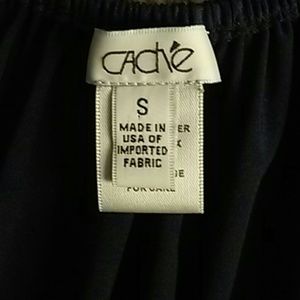 CACHÉ
S
MADE IN
USA OF
IMPORTED
FABRIC
FOR CARE